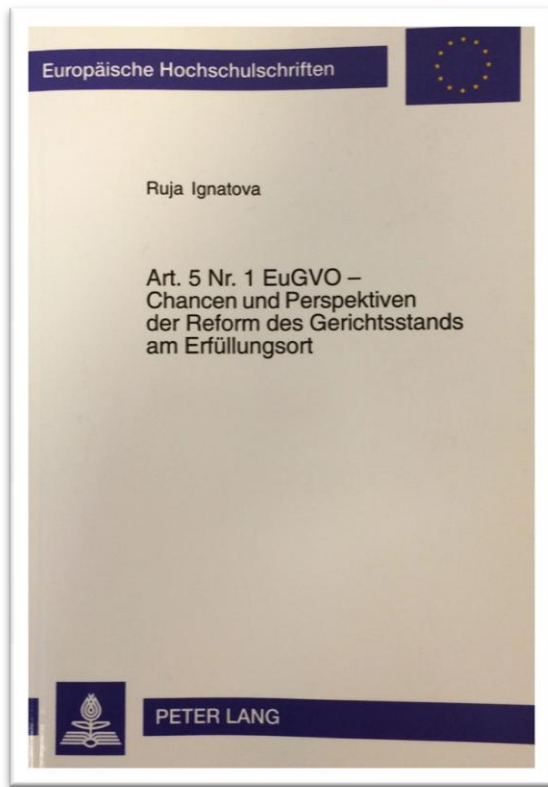 Europäische Hochschulschriften
Ruja Ignatova
Art. 5 Nr. 1 EuGVO –
Chancen und Perspektiven
der Reform des Gerichtsstands
am Erfüllungsort
PETER LANG